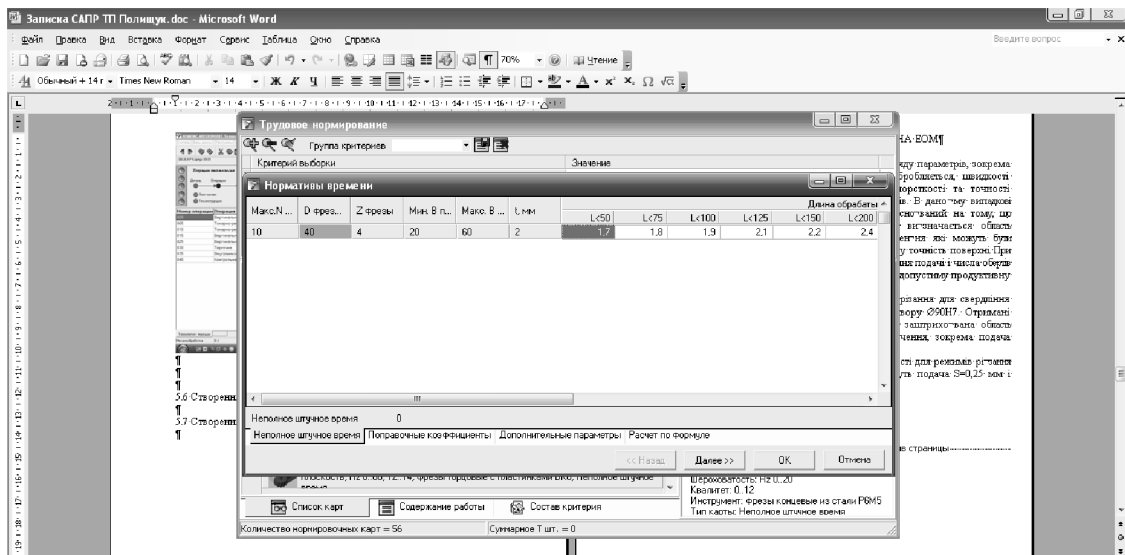 Записка САПР ТП Полищук.doc - Microsoft Word
Файл Правка Вид Вставка Формат Сервис Таблица Окно Справка
Введите вопрос
70% Чтение
Обычный + 14 г Times New Roman 14 Ж К Ч
Трудовое нормирование
Группа критериев
Критерий выборки Значение
Нормативы времени
Макс.N ... D фрез... Z фрезы Мин. В п... Макс. В ... t, мм Длина обрабаты
L<50 L<75 L<100 L<125 L<150 L<200
10 40 4 20 60 2 1,7 1,8 1,9 2,1 2,2 2,4
Неполное штучное время 0
Неполное штучное время Поправочные коэффициенты Дополнительные параметры Расчет по формуле
<< Назад Далее >> OK Отмена
время
Шероховатость: Hz 0..20
Квалитет: 0..12
Инструмент: фрезы концевые из стали Р6М5
Тип карты: Неполное штучное время
Список карт Содержание работы Состав критерия
Количество нормировочных карт = 56 Суммарное Т шт. = 0
5.6 Створенн
5.7 Створенн
НА ЕОМ¶
ду параметрів, зокрема
бробляється, швидкості
порсткості та точності
ів. В даному випадкові
снований на тому, що
визначається область
ення які можуть бути
у точність поверхні. При
ня подачі і числа обертів
допустиму продуктивну
різання для свердління
вору Ø90Н7. Отримані
заштрихована область
чення, зокрема подача
сті для режимів різання
ть подача S=0,25 мм і
в страницы